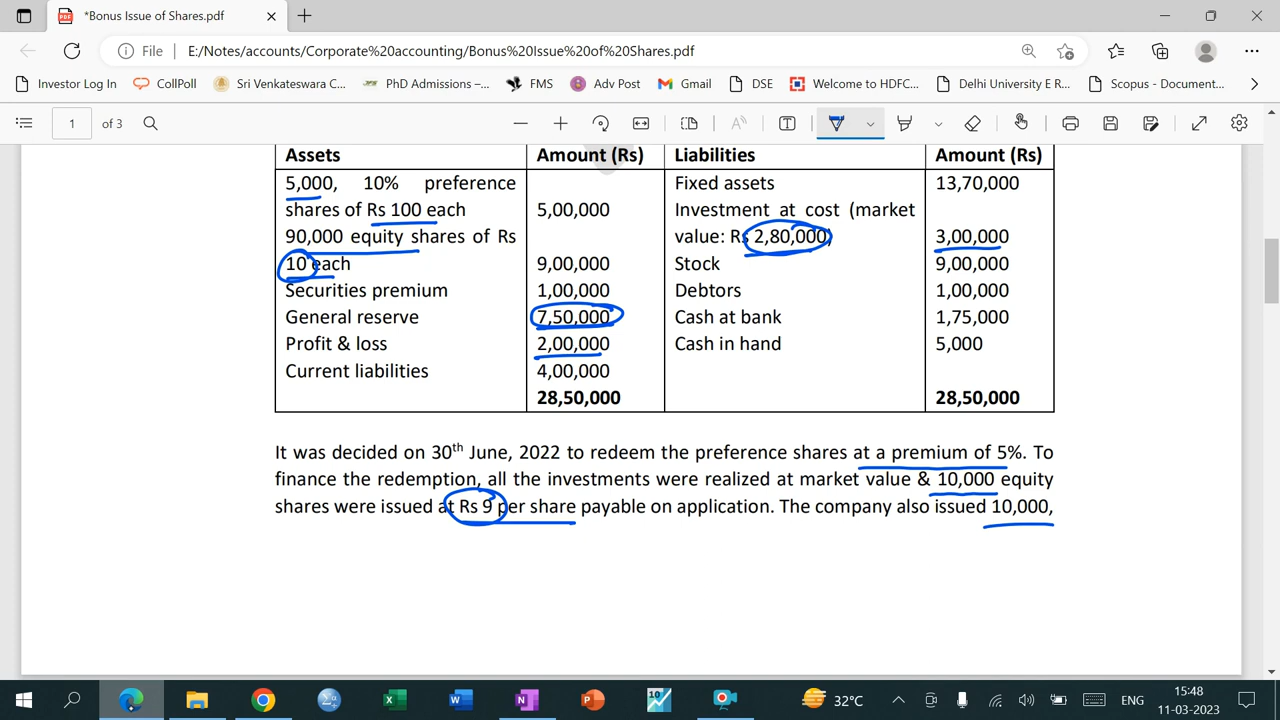 *Bonus Issue of Shares.pdf
File E:/Notes/accounts/Corporate%20accounting/Bonus%20Issue%20of%20Shares.pdf
Investor Log In CollPoll Sri Venkateswara C... PhD Admissions –... FMS Adv Post Gmail DSE Welcome to HDFC... Delhi University E R... Scopus - Document...
1 of 3
Assets Amount (Rs) Liabilities Amount (Rs)
5,000, 10% preference Fixed assets 13,70,000
shares of Rs 100 each 5,00,000 Investment at cost (market
90,000 equity shares of Rs value: Rs 2,80,000) 3,00,000
10 each 9,00,000 Stock 9,00,000
Securities premium 1,00,000 Debtors 1,00,000
General reserve 7,50,000 Cash at bank 1,75,000
Profit & loss 2,00,000 Cash in hand 5,000
Current liabilities 4,00,000
28,50,000 28,50,000
It was decided on 30th June, 2022 to redeem the preference shares at a premium of 5%. To
finance the redemption, all the investments were realized at market value & 10,000 equity
shares were issued at Rs 9 per share payable on application. The company also issued 10,000,
32°C ENG 15:48
11-03-2023